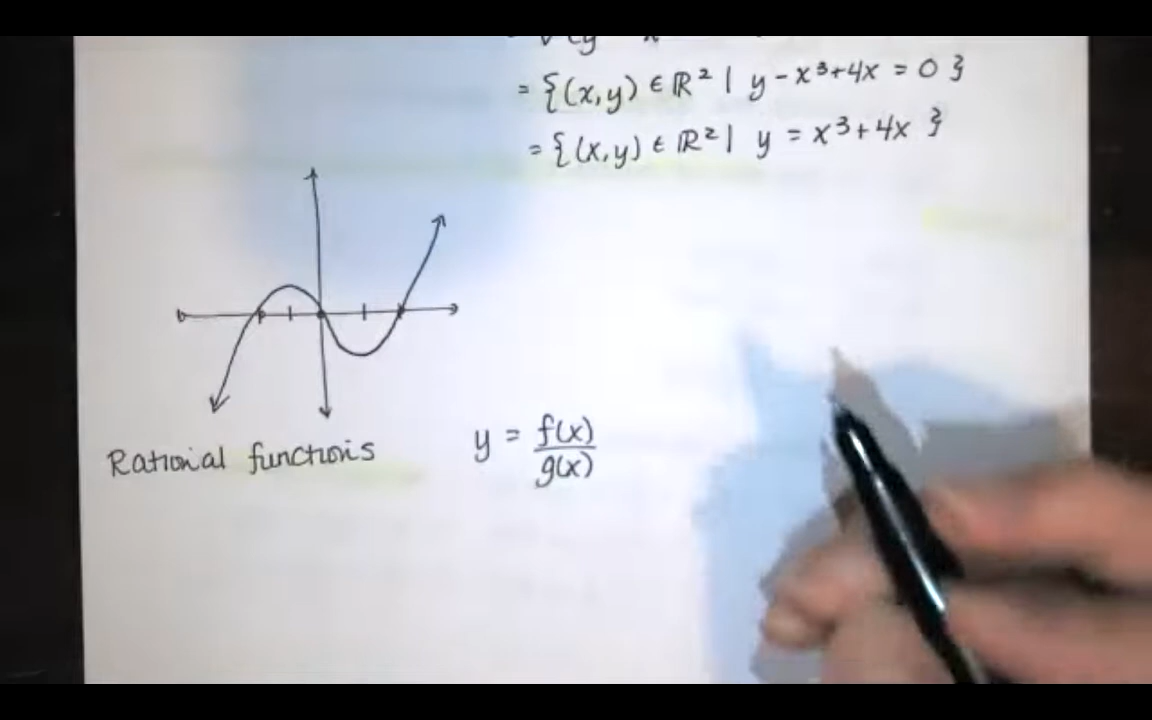 = {(x,y) ∈ ℝ² | y - x³+4x = 0 }
= {(x,y) ∈ ℝ² | y = x³+4x }
Rational functions y = f(x)/g(x)